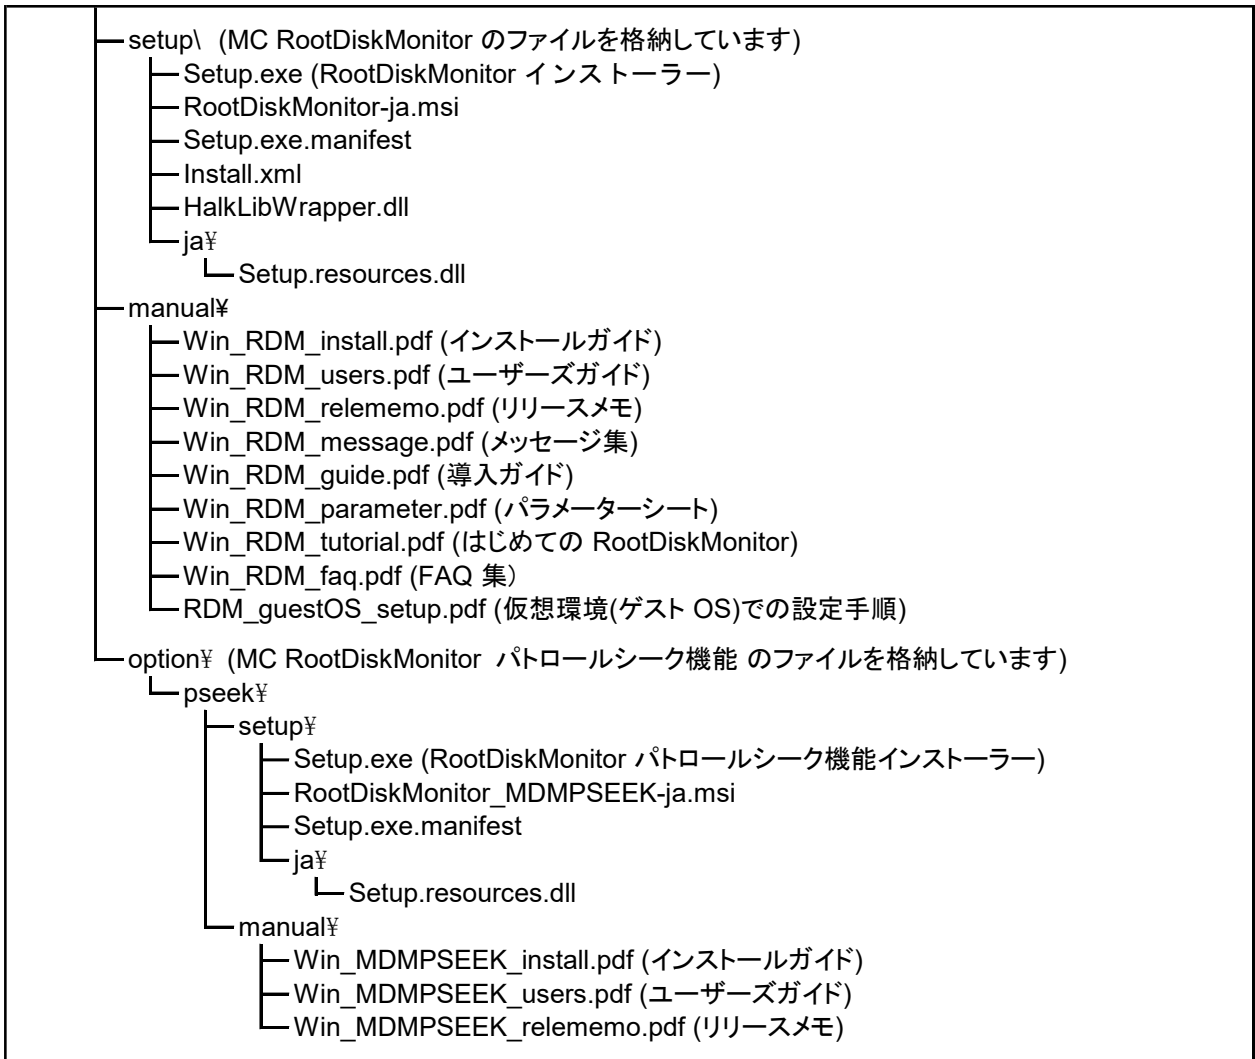 setup\ (MC RootDiskMonitor のファイルを格納しています)
Setup.exe (RootDiskMonitor インストーラー)
RootDiskMonitor-ja.msi
Setup.exe.manifest
Install.xml
HalkLibWrapper.dll
ja¥
Setup.resources.dll
manual¥
Win_RDM_install.pdf (インストールガイド)
Win_RDM_users.pdf (ユーザーズガイド)
Win_RDM_relememo.pdf (リリースメモ)
Win_RDM_message.pdf (メッセージ集)
Win_RDM_guide.pdf (導入ガイド)
Win_RDM_parameter.pdf (パラメーターシート)
Win_RDM_tutorial.pdf (はじめての RootDiskMonitor)
Win_RDM_faq.pdf (FAQ 集）
RDM_guestOS_setup.pdf (仮想環境(ゲスト OS)での設定手順)
option¥ (MC RootDiskMonitor パトロールシーク機能 のファイルを格納しています)
pseek¥
setup¥
Setup.exe (RootDiskMonitor パトロールシーク機能インストーラー)
RootDiskMonitor_MDMPSEEK-ja.msi
Setup.exe.manifest
ja¥
Setup.resources.dll
manual¥
Win_MDMPSEEK_install.pdf (インストールガイド)
Win_MDMPSEEK_users.pdf (ユーザーズガイド)
Win_MDMPSEEK_relememo.pdf (リリースメモ)